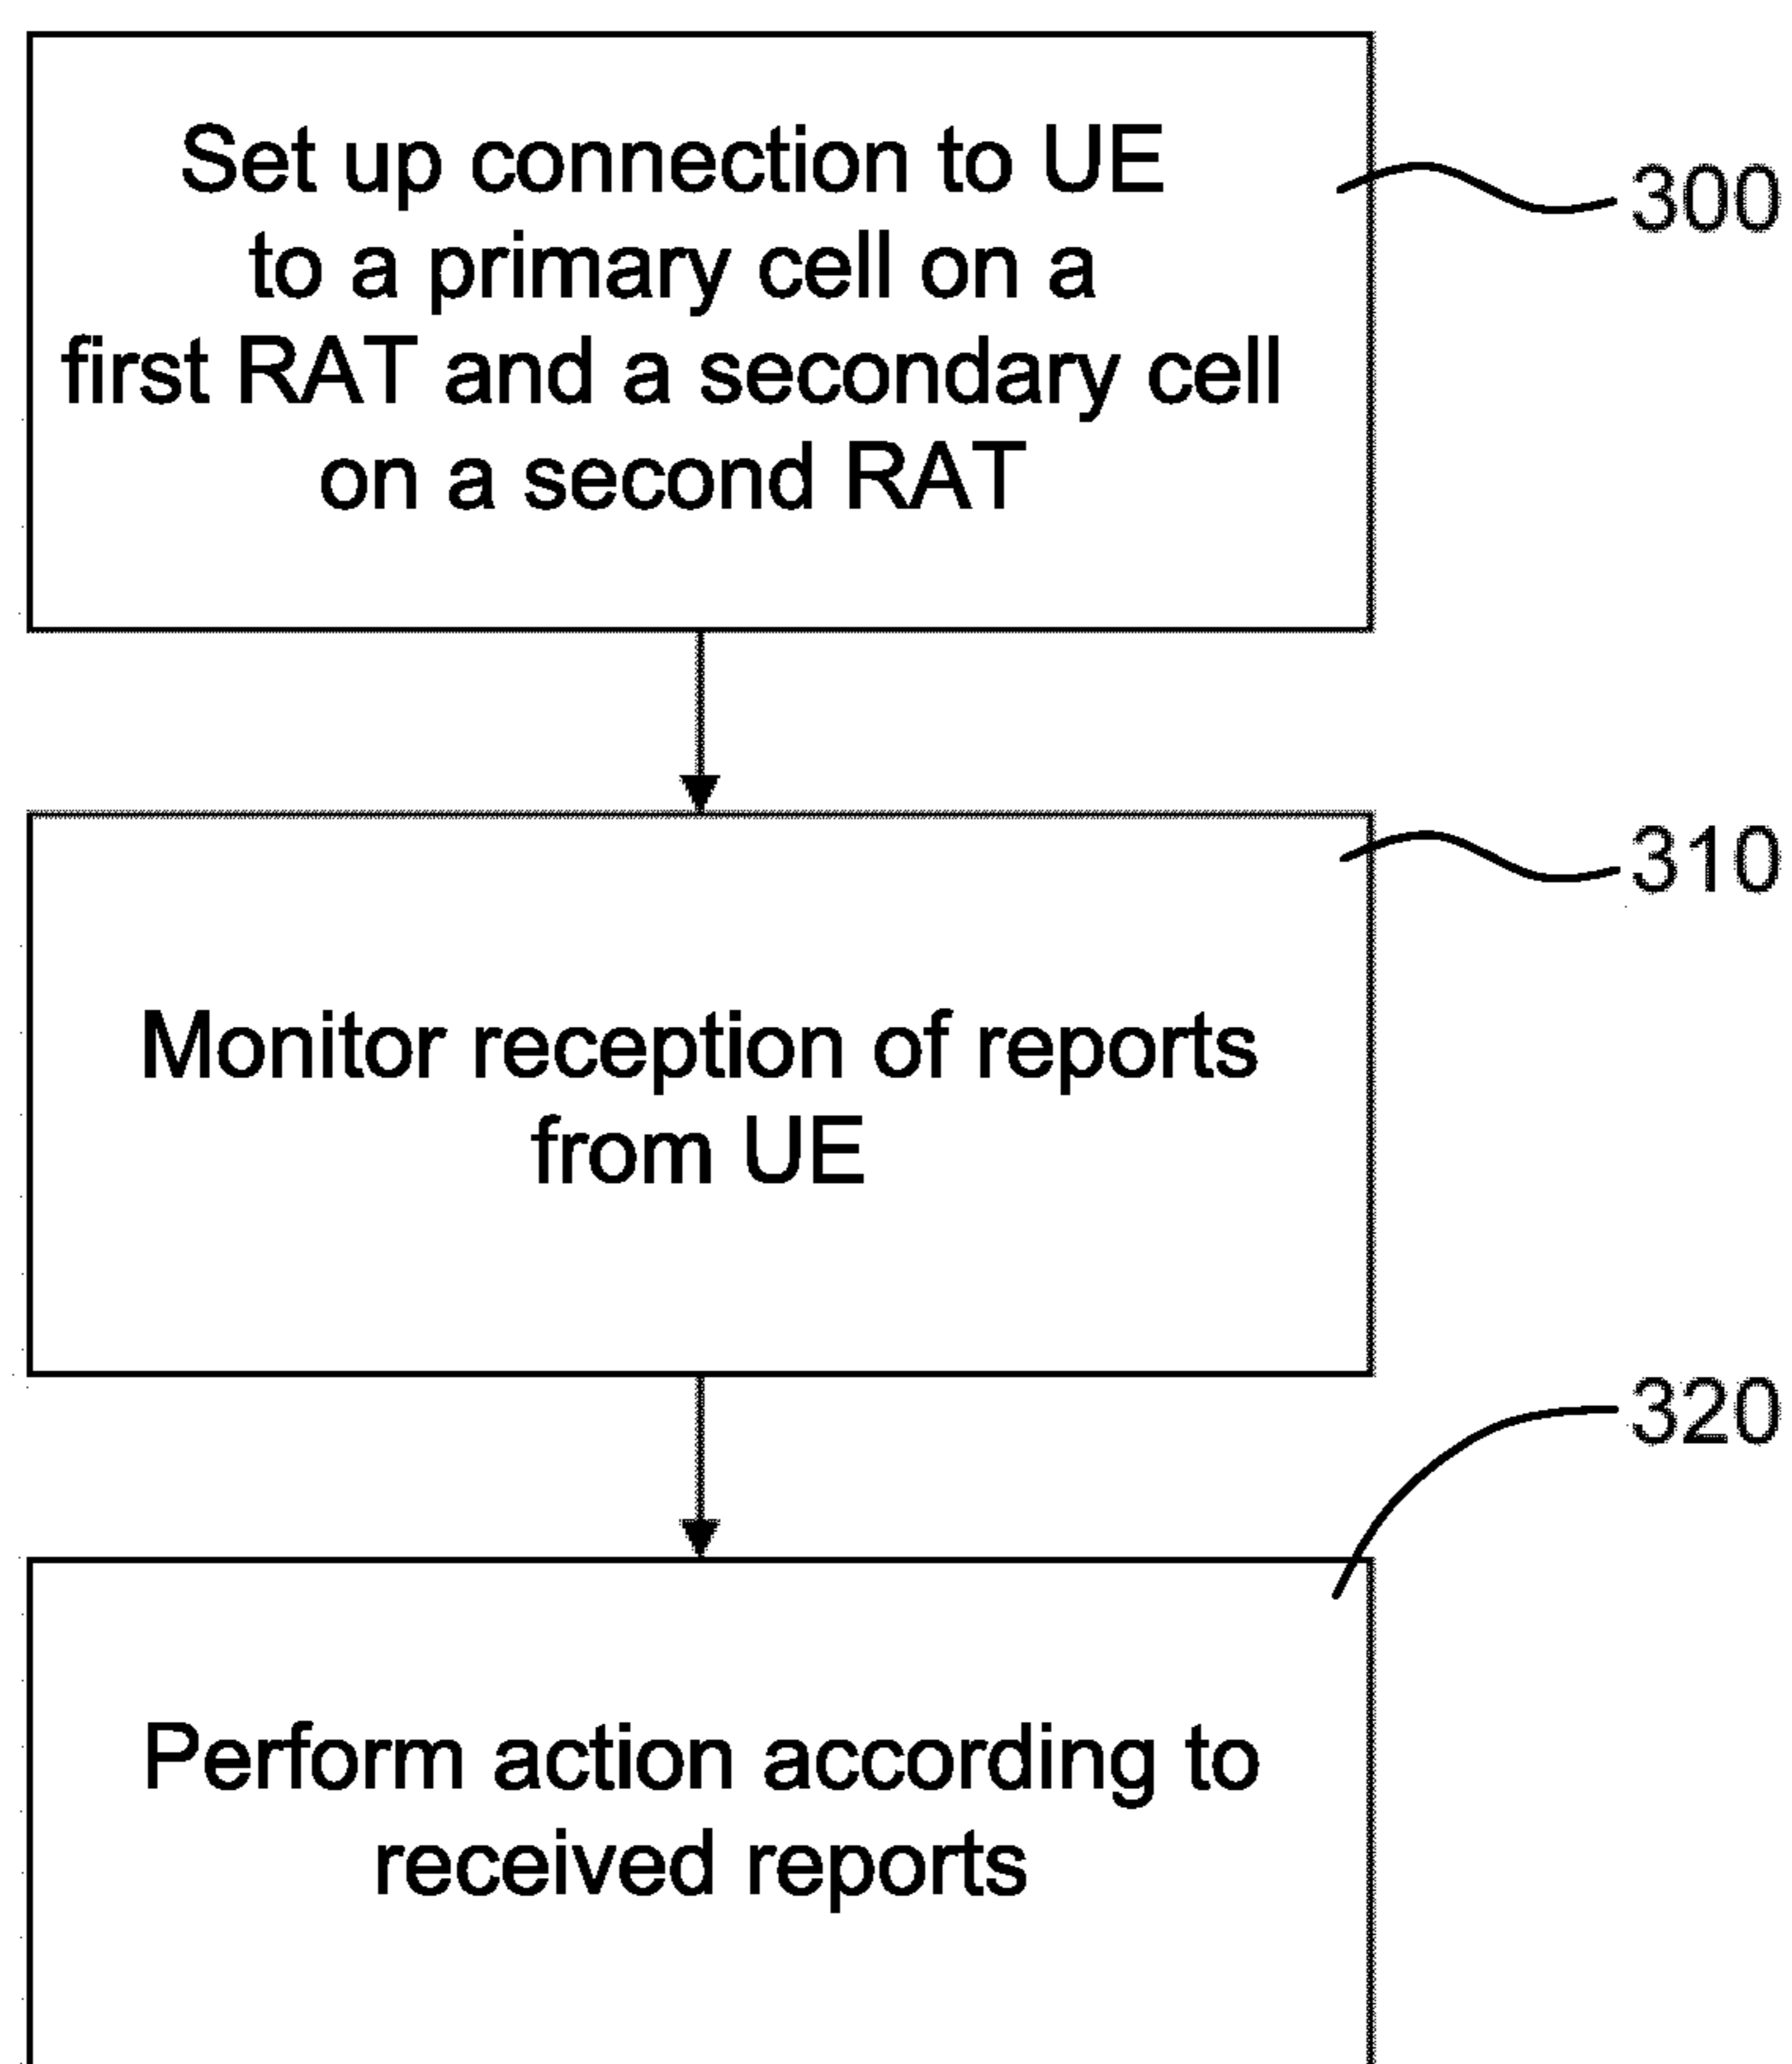 Set up connection to UE
to a primary cell on a
first RAT and a secondary cell
on a second RAT
300
310
Monitor reception of reports
from UE
320
Perform action according to
received reports